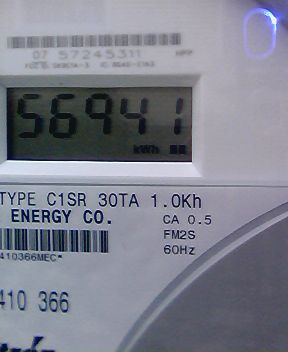 07 57245311
56941
kWh
TYPE C1SR 30TA 1.0Kh
ENERGY CO.
CA 0.5
FM2S
60Hz
410366MEC*
410 366